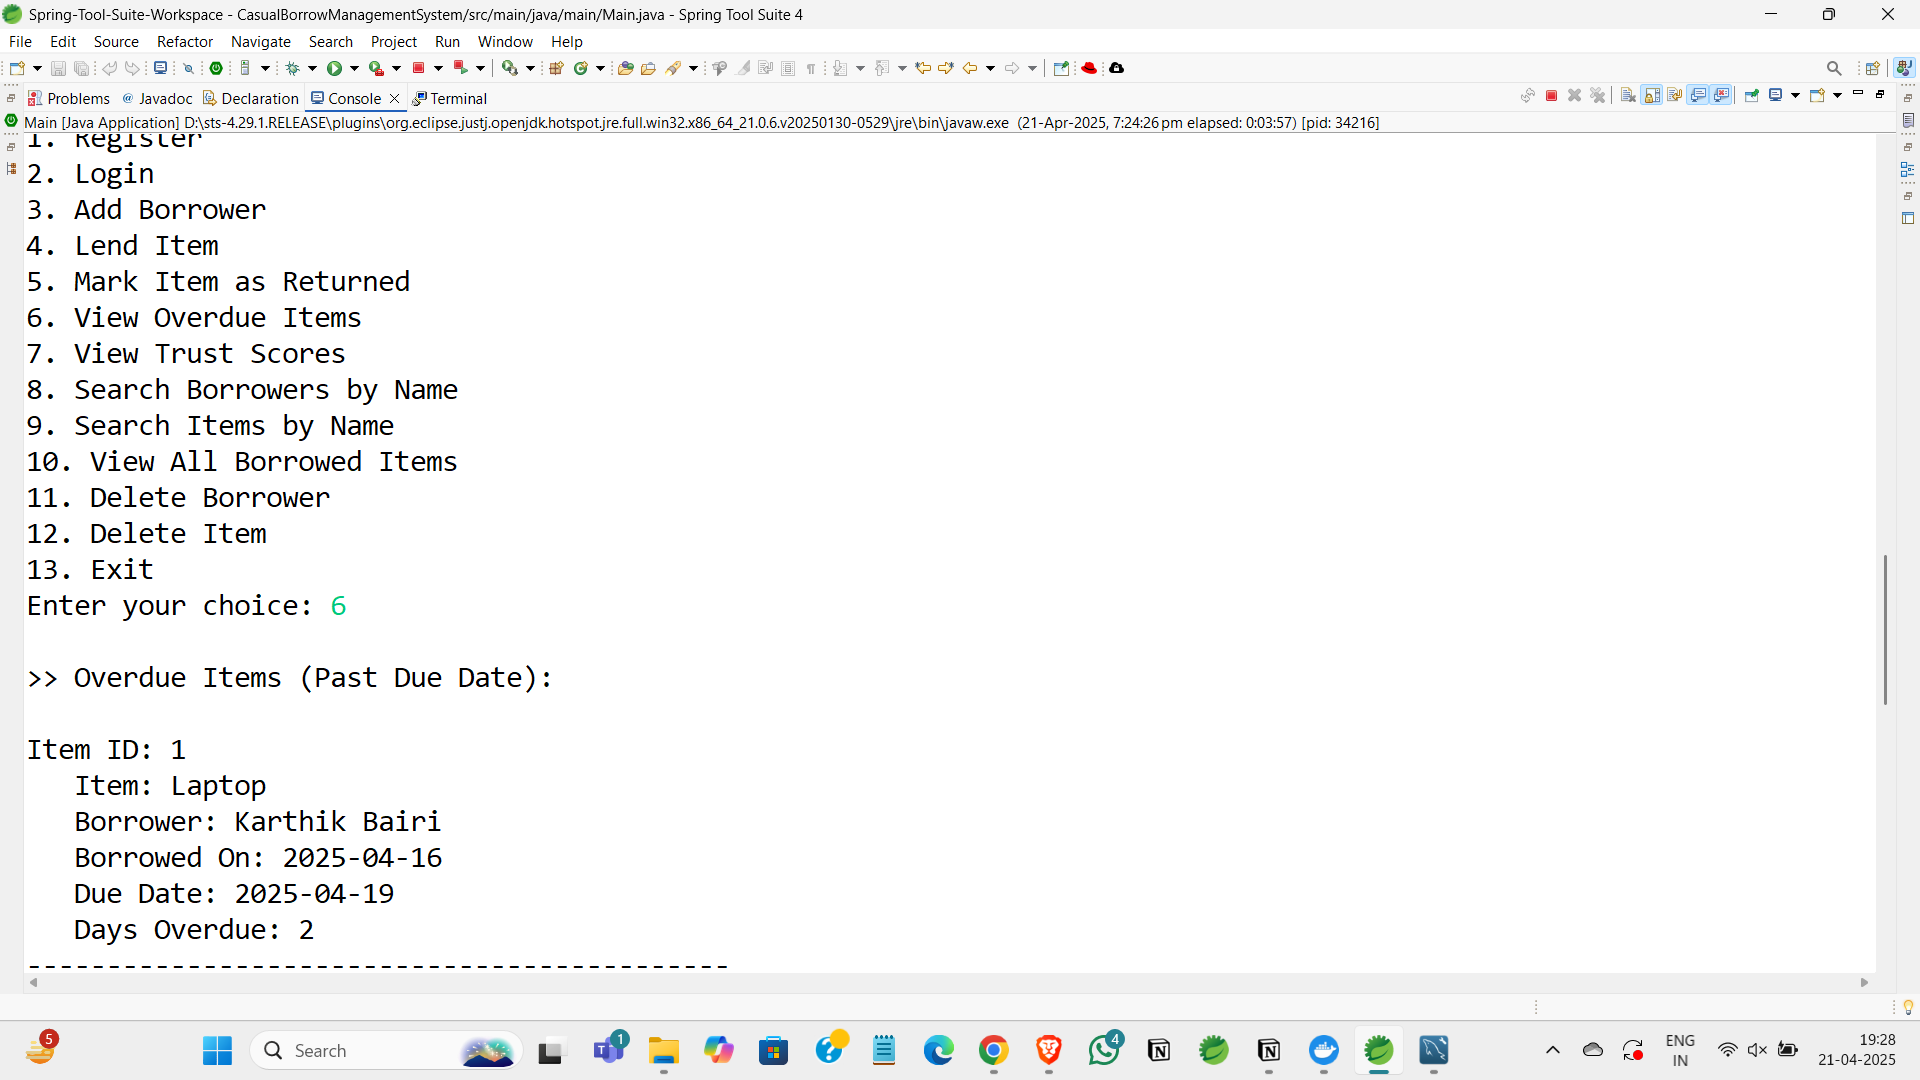 Spring-Tool-Suite-Workspace - CasualBorrowManagementSystem/src/main/java/main/Main.java - Spring Tool Suite 4
File Edit Source Refactor Navigate Search Project Run Window Help
Problems Javadoc Declaration Console Terminal
Main [Java Application] D:\sts-4.29.1.RELEASE\plugins\org.eclipse.justj.openjdk.hotspot.jre.full.win32.x86_64_21.0.6.v20250130-0529\jre\bin\javaw.exe (21-Apr-2025, 7:24:26 pm elapsed: 0:03:57) [pid: 34216]
1. Register
2. Login
3. Add Borrower
4. Lend Item
5. Mark Item as Returned
6. View Overdue Items
7. View Trust Scores
8. Search Borrowers by Name
9. Search Items by Name
10. View All Borrowed Items
11. Delete Borrower
12. Delete Item
13. Exit
Enter your choice: 6
>> Overdue Items (Past Due Date):
Item ID: 1
Item: Laptop
Borrower: Karthik Bairi
Borrowed On: 2025-04-16
Due Date: 2025-04-19
Days Overdue: 2
--------------------------------------------
5
Search
1
4
ENG
IN
19:28
21-04-2025